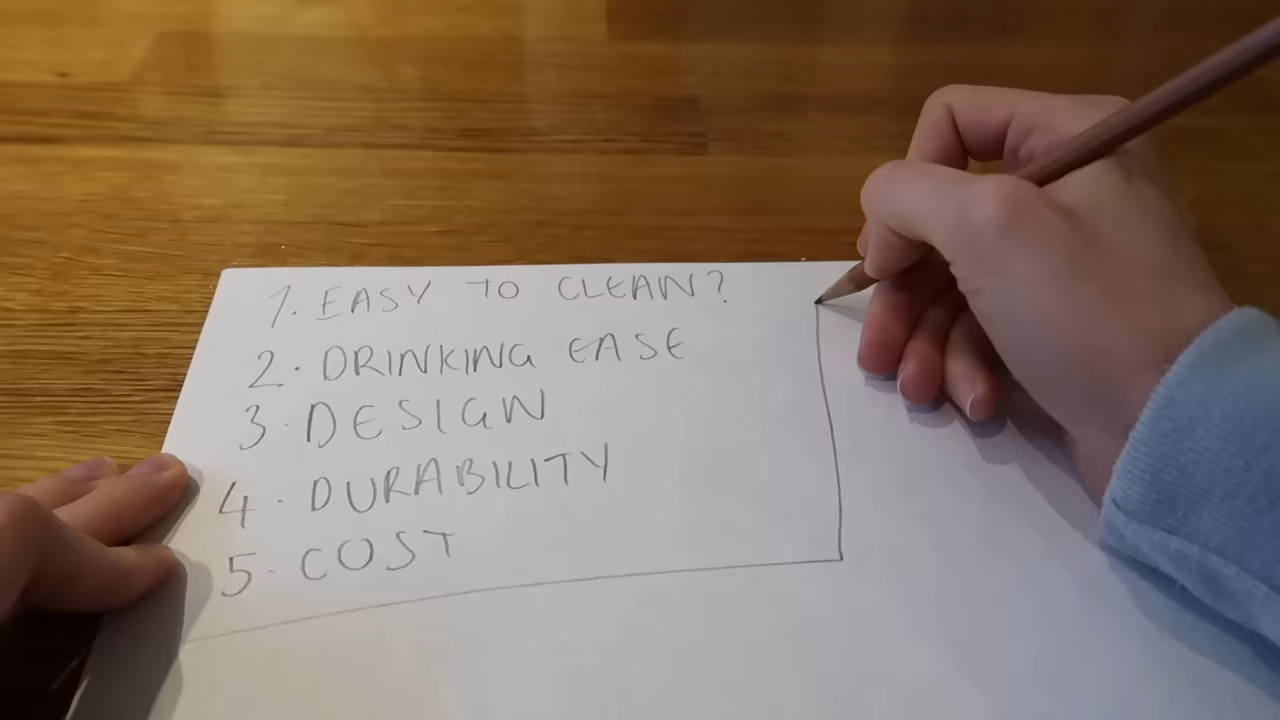 1. EASY TO CLEAN?
2. DRINKING EASE
3. DESIGN
4. DURABILITY
5. COST